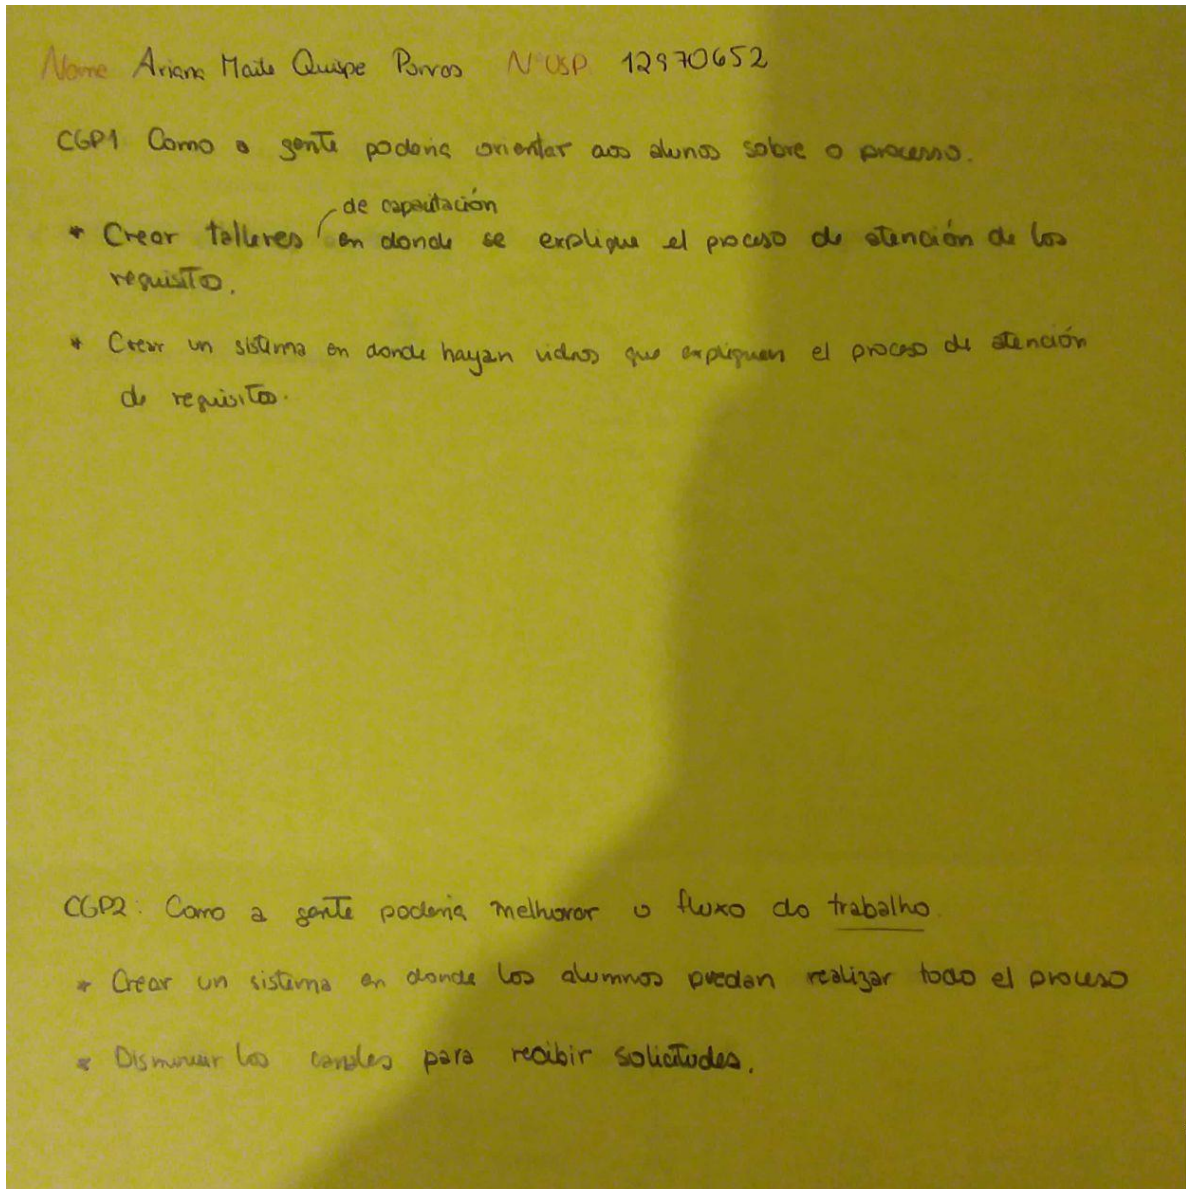 Nome Ariana Maite Quispe Porras N°USP. 12970652
CGP1 Como a gente poderia orientar aos alunos sobre o processo.
de capacitación
* Crear talleres en donde se explique el proceso de atención de los
requisitos.
* Crear un sistema en donde hayan videos que expliquen el proceso de atención
de requisitos.
CGP2: Como a gente poderia melhorar o fluxo do trabalho.
* Crear un sistema en donde los alumnos puedan realizar todo el proceso
* Disminuir los canales para recibir solicitudes.